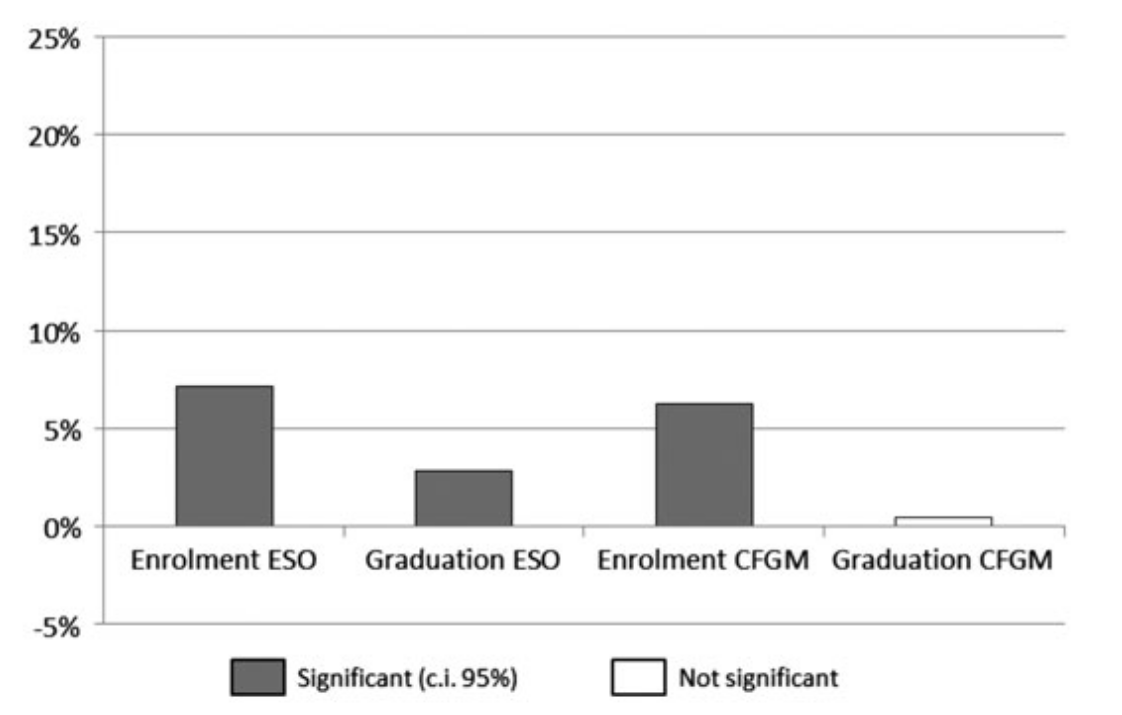 25%
20%
15%
10%
5%
0%
-5%
Enrolment ESO
Graduation ESO
Enrolment CFGM
Graduation CFGM
Significant (c.i. 95%)
Not significant